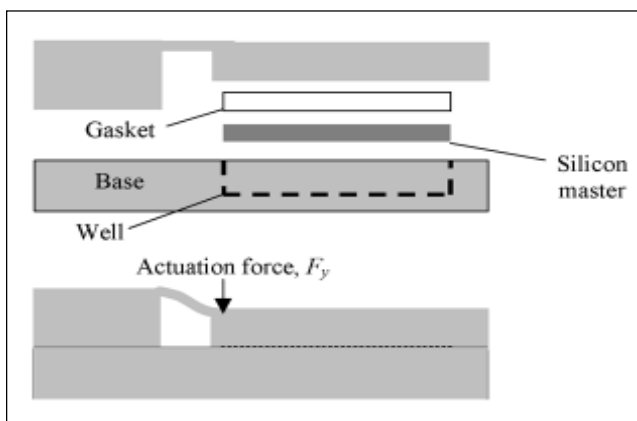 Gasket
Silicon
master
Base
Well
Actuation force, Fy